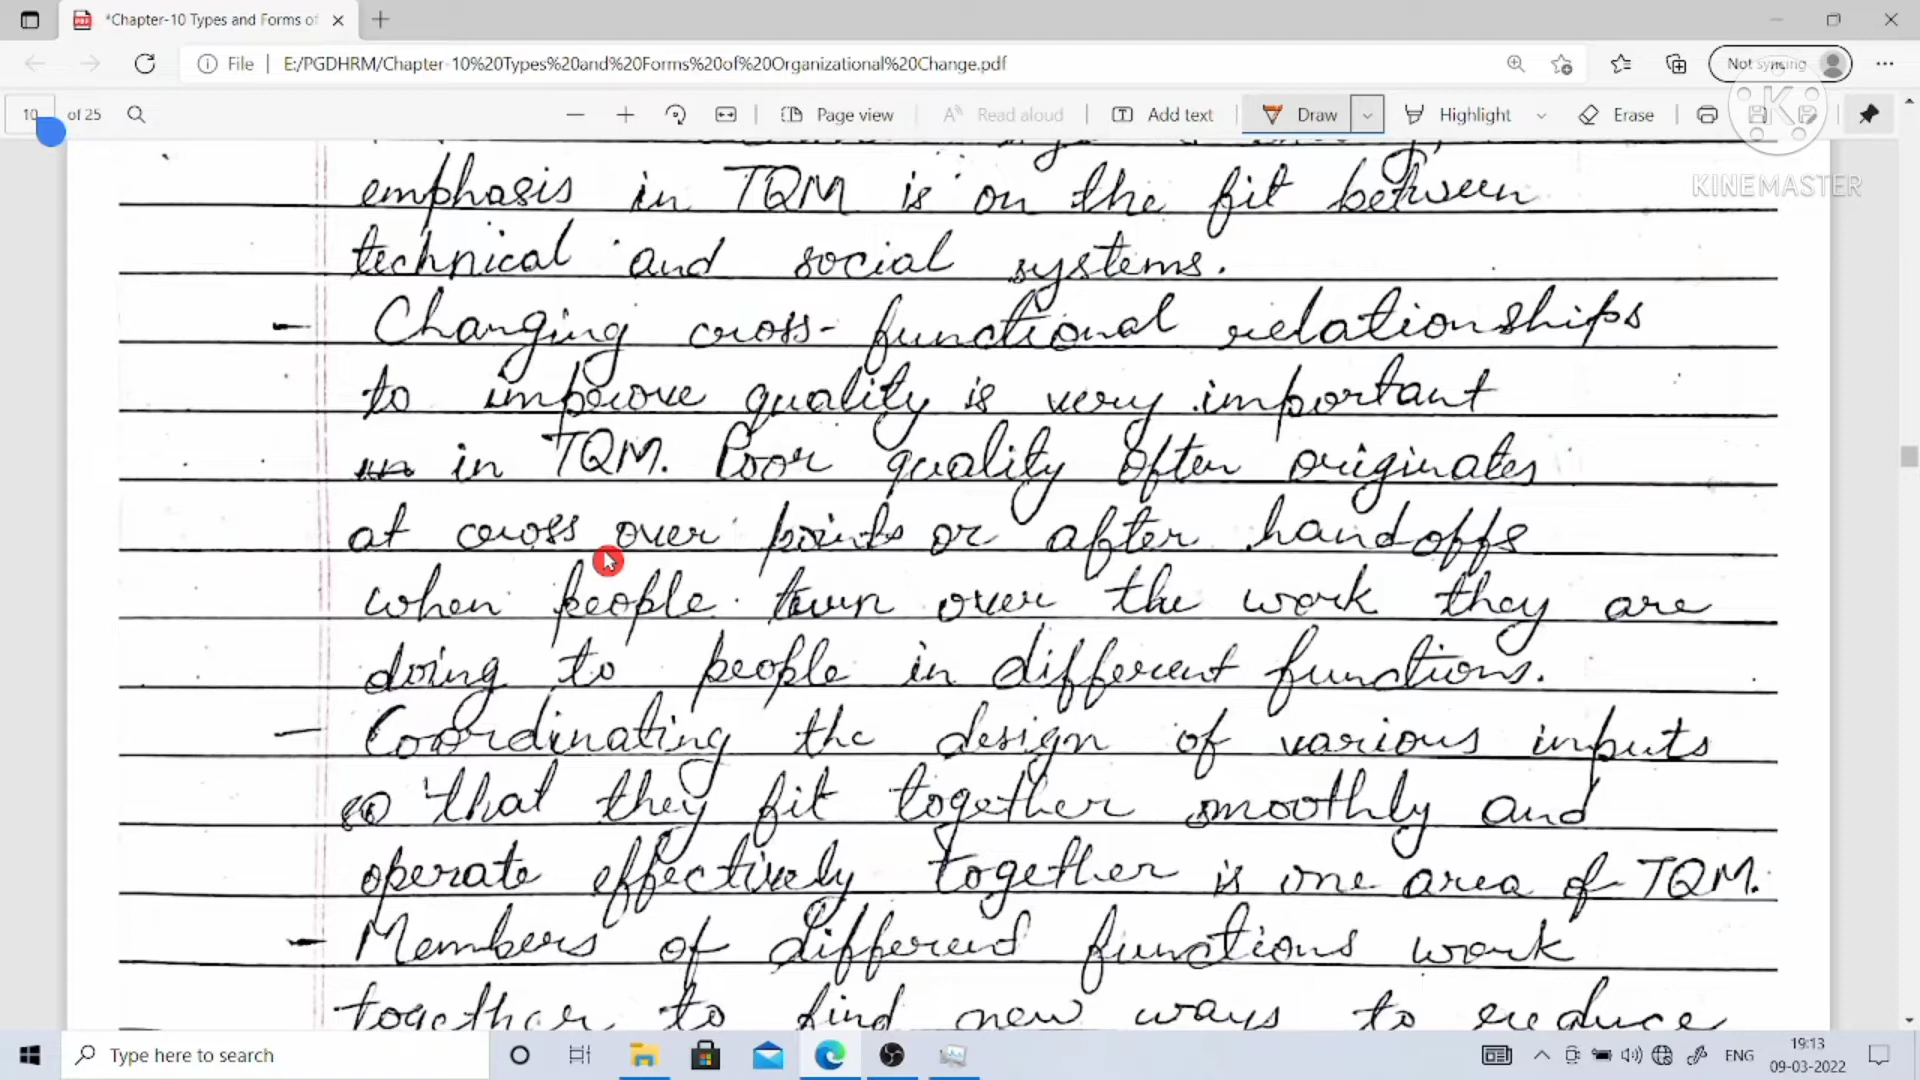 *Chapter-10 Types and Forms of
File E:/PGDHRM/Chapter-10%20Types%20and%20Forms%20of%20Organizational%20Change.pdf Not syncing
10 of 25 Page view Read aloud Add text Draw Highlight Erase
KINEMASTER
emphasis in TQM is on the fit between
technical and social systems.
- Changing cross-functional relationships
to improve quality is very important
in TQM. Poor quality often originates
at cross over points or after handoffs
when people turn over the work they are
doing to people in different functions.
- Coordinating the design of various inputs
so that they fit together smoothly and
operate effectively together is one area of TQM.
- Members of different functions work
together to find new ways to reduce
Type here to search ENG 19:13
09-03-2022